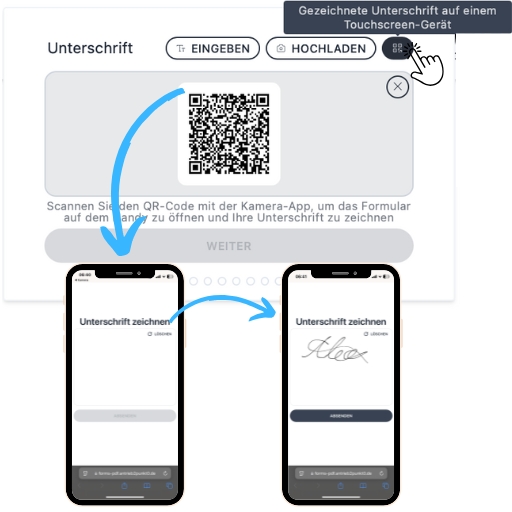 Gezeichnete Unterschrift auf einem
Touchscreen-Gerät
Unterschrift
Tт EINGEBEN
HOCHLADEN
Scannen Sie den QR-Code mit der Kamera-App, um das Formular
auf dem Handy zu öffnen und Ihre Unterschrift zu zeichnen
WEITER
Unterschrift zeichnen
LÖSCHEN
Unterschrift zeichnen
LÖSCHEN
Alex
ABSENDEN